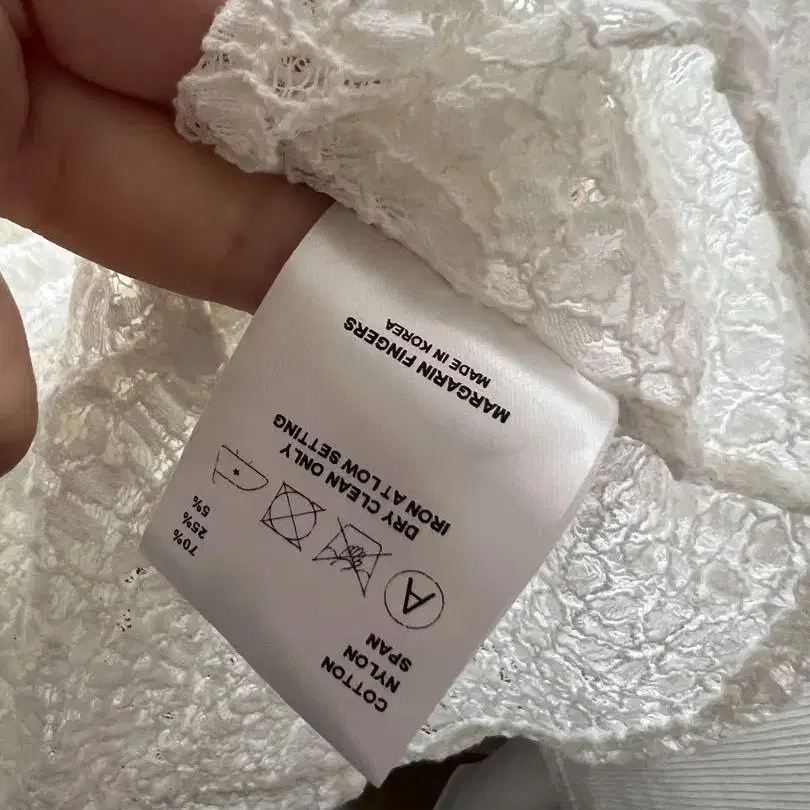 COTTON 70%
NYLON 25%
SPAN 5%
A
DRY CLEAN ONLY
IRON AT LOW SETTING
MARGARIN FINGERS
MADE IN KOREA